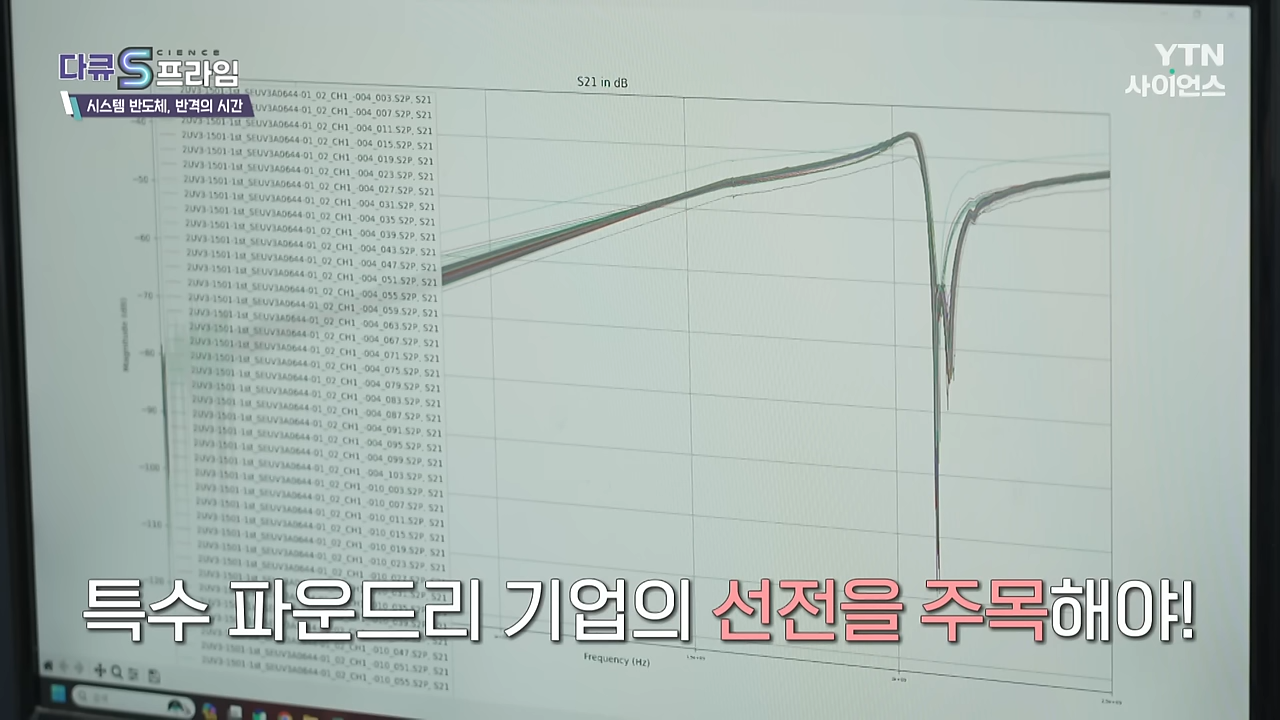 다큐 S 프라임
CIENCE
시스템 반도체, 반격의 시간
YTN
사이언스
S21 in dB
2UV3-1501-1st_SEUV3A0644-01_02_CH1_-004_003.S2P, S21
2UV3-1501-1st_SEUV3A0644-01_02_CH1_-004_007.S2P, S21
2UV3-1501-1st_SEUV3A0644-01_02_CH1_-004_011.S2P, S21
2UV3-1501-1st_SEUV3A0644-01_02_CH1_-004_015.S2P, S21
2UV3-1501-1st_SEUV3A0644-01_02_CH1_-004_019.S2P, S21
2UV3-1501-1st_SEUV3A0644-01_02_CH1_-004_023.S2P, S21
2UV3-1501-1st_SEUV3A0644-01_02_CH1_-004_027.S2P, S21
2UV3-1501-1st_SEUV3A0644-01_02_CH1_-004_031.S2P, S21
2UV3-1501-1st_SEUV3A0644-01_02_CH1_-004_035.S2P, S21
2UV3-1501-1st_SEUV3A0644-01_02_CH1_-004_039.S2P, S21
2UV3-1501-1st_SEUV3A0644-01_02_CH1_-004_043.S2P, S21
2UV3-1501-1st_SEUV3A0644-01_02_CH1_-004_047.S2P, S21
2UV3-1501-1st_SEUV3A0644-01_02_CH1_-004_051.S2P, S21
2UV3-1501-1st_SEUV3A0644-01_02_CH1_-004_055.S2P, S21
2UV3-1501-1st_SEUV3A0644-01_02_CH1_-004_059.S2P, S21
2UV3-1501-1st_SEUV3A0644-01_02_CH1_-004_063.S2P, S21
2UV3-1501-1st_SEUV3A0644-01_02_CH1_-004_067.S2P, S21
2UV3-1501-1st_SEUV3A0644-01_02_CH1_-004_071.S2P, S21
2UV3-1501-1st_SEUV3A0644-01_02_CH1_-004_075.S2P, S21
2UV3-1501-1st_SEUV3A0644-01_02_CH1_-004_079.S2P, S21
2UV3-1501-1st_SEUV3A0644-01_02_CH1_-004_083.S2P, S21
2UV3-1501-1st_SEUV3A0644-01_02_CH1_-004_087.S2P, S21
2UV3-1501-1st_SEUV3A0644-01_02_CH1_-004_091.S2P, S21
2UV3-1501-1st_SEUV3A0644-01_02_CH1_-004_095.S2P, S21
2UV3-1501-1st_SEUV3A0644-01_02_CH1_-004_099.S2P, S21
2UV3-1501-1st_SEUV3A0644-01_02_CH1_-004_103.S2P, S21
2UV3-1501-1st_SEUV3A0644-01_02_CH1_-010_003.S2P, S21
2UV3-1501-1st_SEUV3A0644-01_02_CH1_-010_007.S2P, S21
2UV3-1501-1st_SEUV3A0644-01_02_CH1_-010_011.S2P, S21
2UV3-1501-1st_SEUV3A0644-01_02_CH1_-010_015.S2P, S21
2UV3-1501-1st_SEUV3A0644-01_02_CH1_-010_019.S2P, S21
2UV3-1501-1st_SEUV3A0644-01_02_CH1_-010_023.S2P, S21
-50
-60
-70
-80
-90
-100
-110
Magnitude (dB)
특수 파운드리 기업의 선전을 주목해야!
-010_047.S2P, S21
-010_051.S2P, S21
-010_055.S2P, S21
Frequency (Hz)